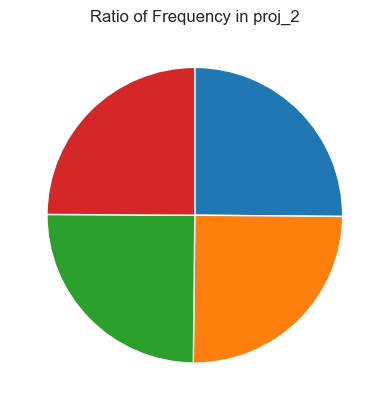 Ratio of Frequency in proj_2